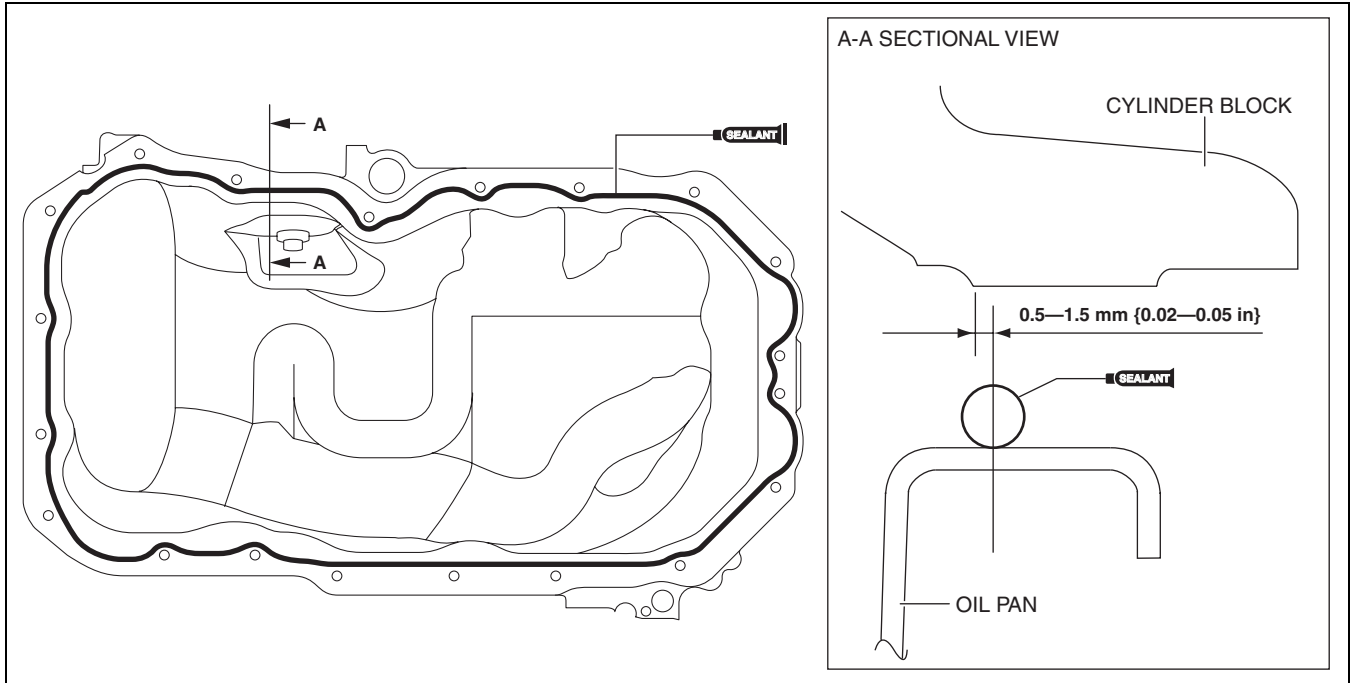 A
A
SEALANT
A-A SECTIONAL VIEW
CYLINDER BLOCK
0.5—1.5 mm {0.02—0.05 in}
SEALANT
OIL PAN